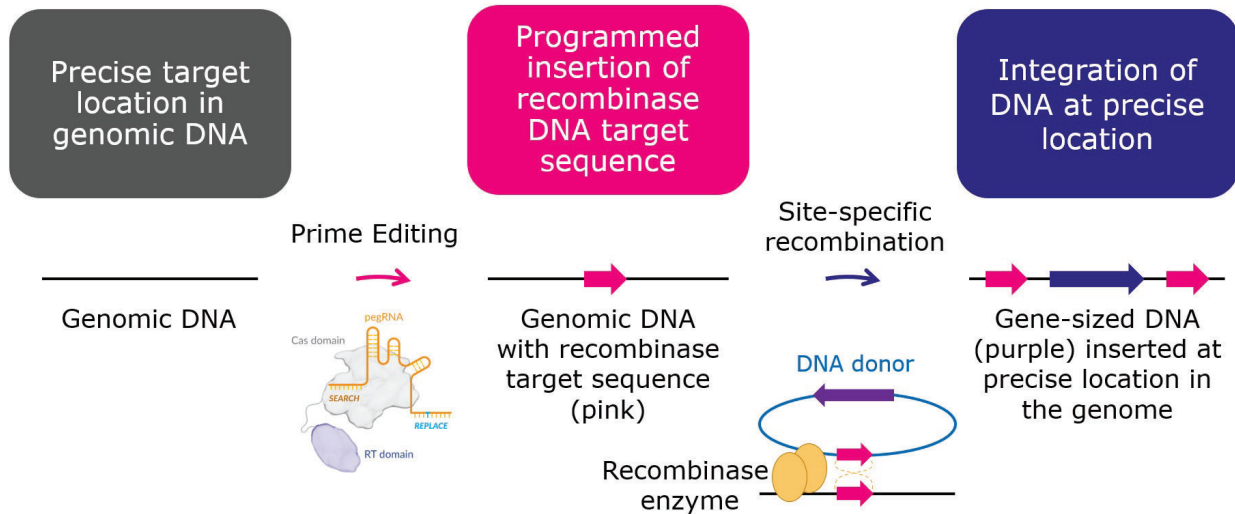 Precise target
location in
genomic DNA
Programmed
insertion of
recombinase
DNA target
sequence
Integration of
DNA at precise
location
Prime Editing
Site-specific
recombination
Genomic DNA
pegRNA
Cas domain
SEARCH
REPLACE
RT domain
Genomic DNA
with recombinase
target sequence
(pink)
DNA donor
Recombinase
enzyme
Gene-sized DNA
(purple) inserted at
precise location in
the genome